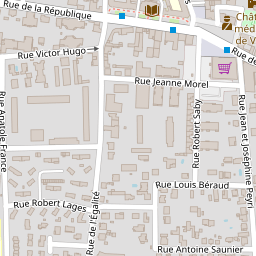 Rue de la République
Chât
méd
de V
Rue de
Rue Victor Hugo
Rue Jeanne Morel
Rue Anatole France
Rue Robert Saby
Rue Jean et Joséphine Peyri
Rue Louis Béraud
Rue Robert Lages
Rue de l'Égalité
Rue Antoine Saunier